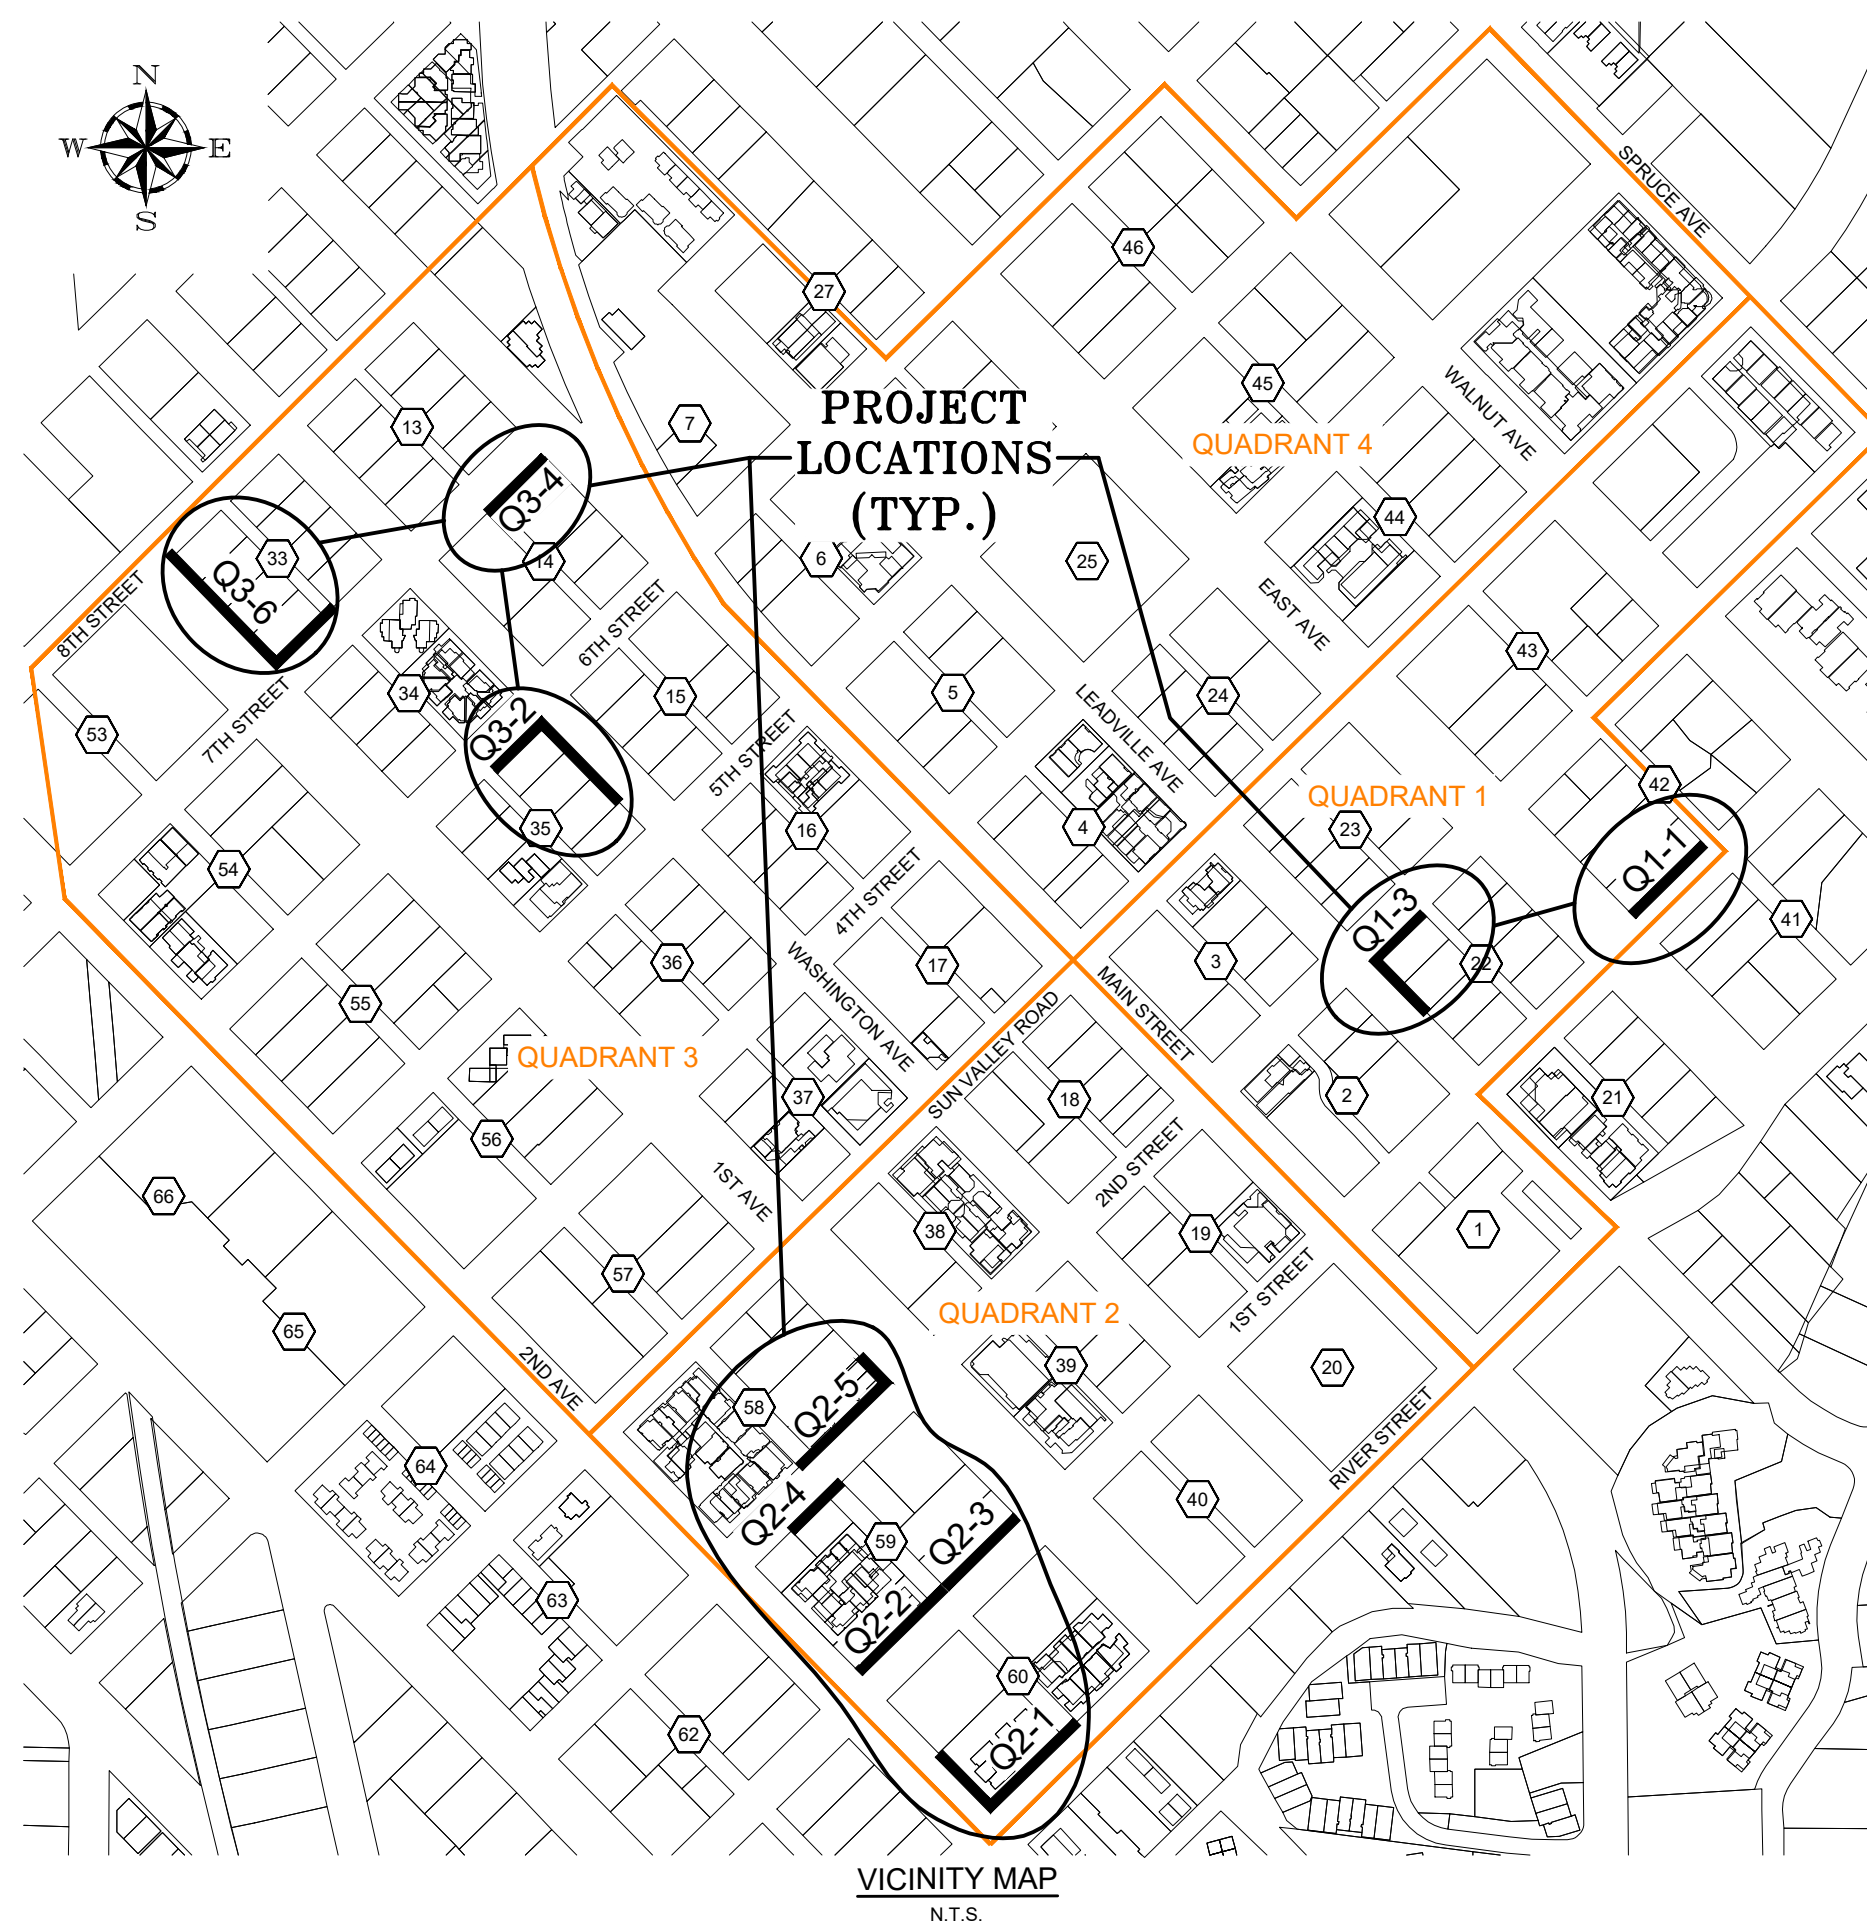 N
W
E
S
SPRUCE AVE
46
27
45
WALNUT AVE
13
7
PROJECT
LOCATIONS
(TYP.)
QUADRANT 4
Q3-4
44
33
14
6
25
Q3-6
8TH STREET
6TH STREET
EAST AVE
43
34
15
5
24
7TH STREET
53
Q3-2
5TH STREET
LEADVILLE AVE
42
QUADRANT 1
35
16
4
23
Q1-1
54
4TH STREET
Q1-3
41
36
WASHINGTON AVE
17
3
22
55
SUN VALLEY ROAD
MAIN STREET
QUADRANT 3
37
18
2
21
56
2ND STREET
66
1ST AVE
38
19
1
57
1ST STREET
QUADRANT 2
65
2ND AVE
39
20
58
Q2-5
RIVER STREET
64
Q2-4
40
59
Q2-3
63
Q2-2
60
62
Q2-1
VICINITY MAP
N.T.S.